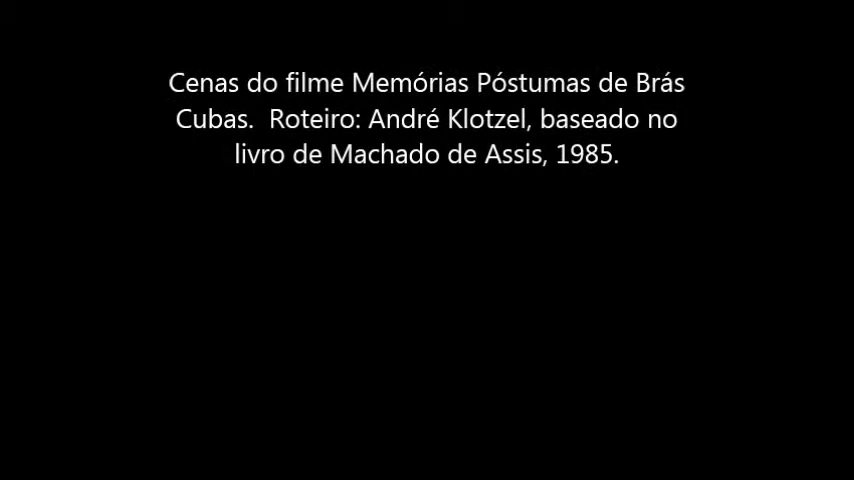 Cenas do filme Memórias Póstumas de Brás
Cubas.  Roteiro: André Klotzel, baseado no
livro de Machado de Assis, 1985.